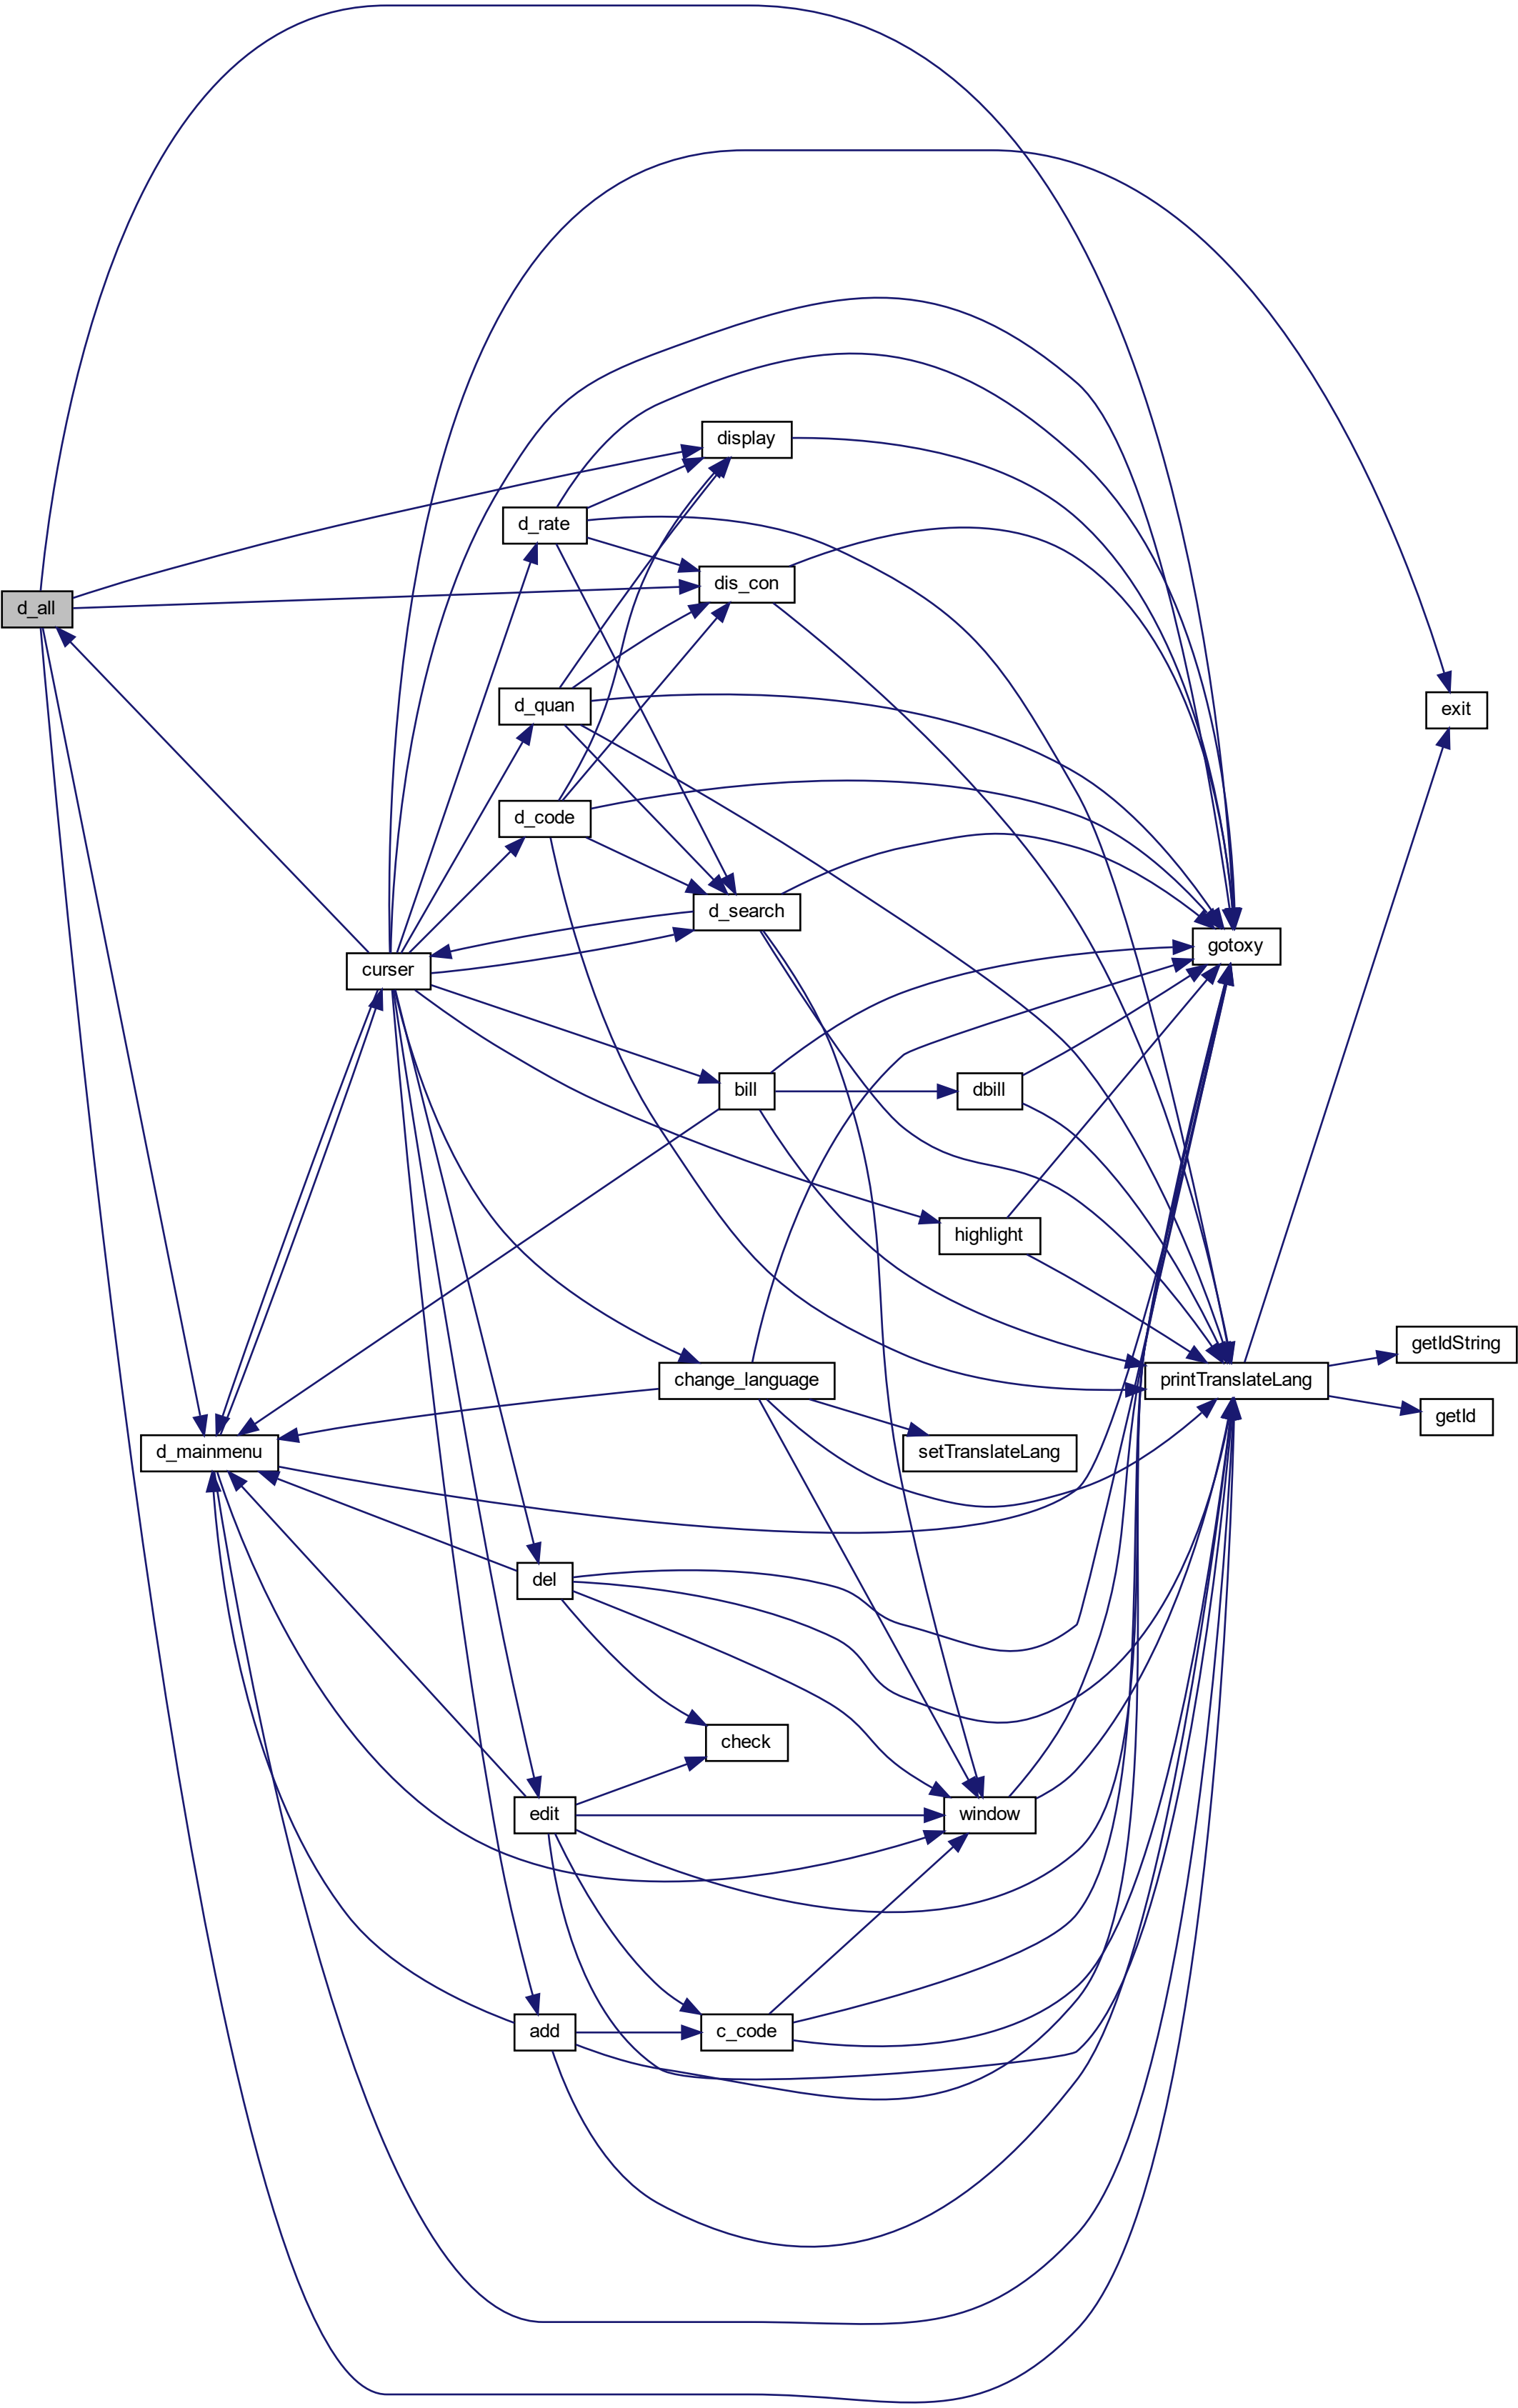 display
d_rate
dis_con
d_all
d_quan
exit
d_code
d_search
gotoxy
curser
bill
dbill
highlight
getIdString
change_language
printTranslateLang
getId
d_mainmenu
setTranslateLang
del
check
edit
window
add
c_code